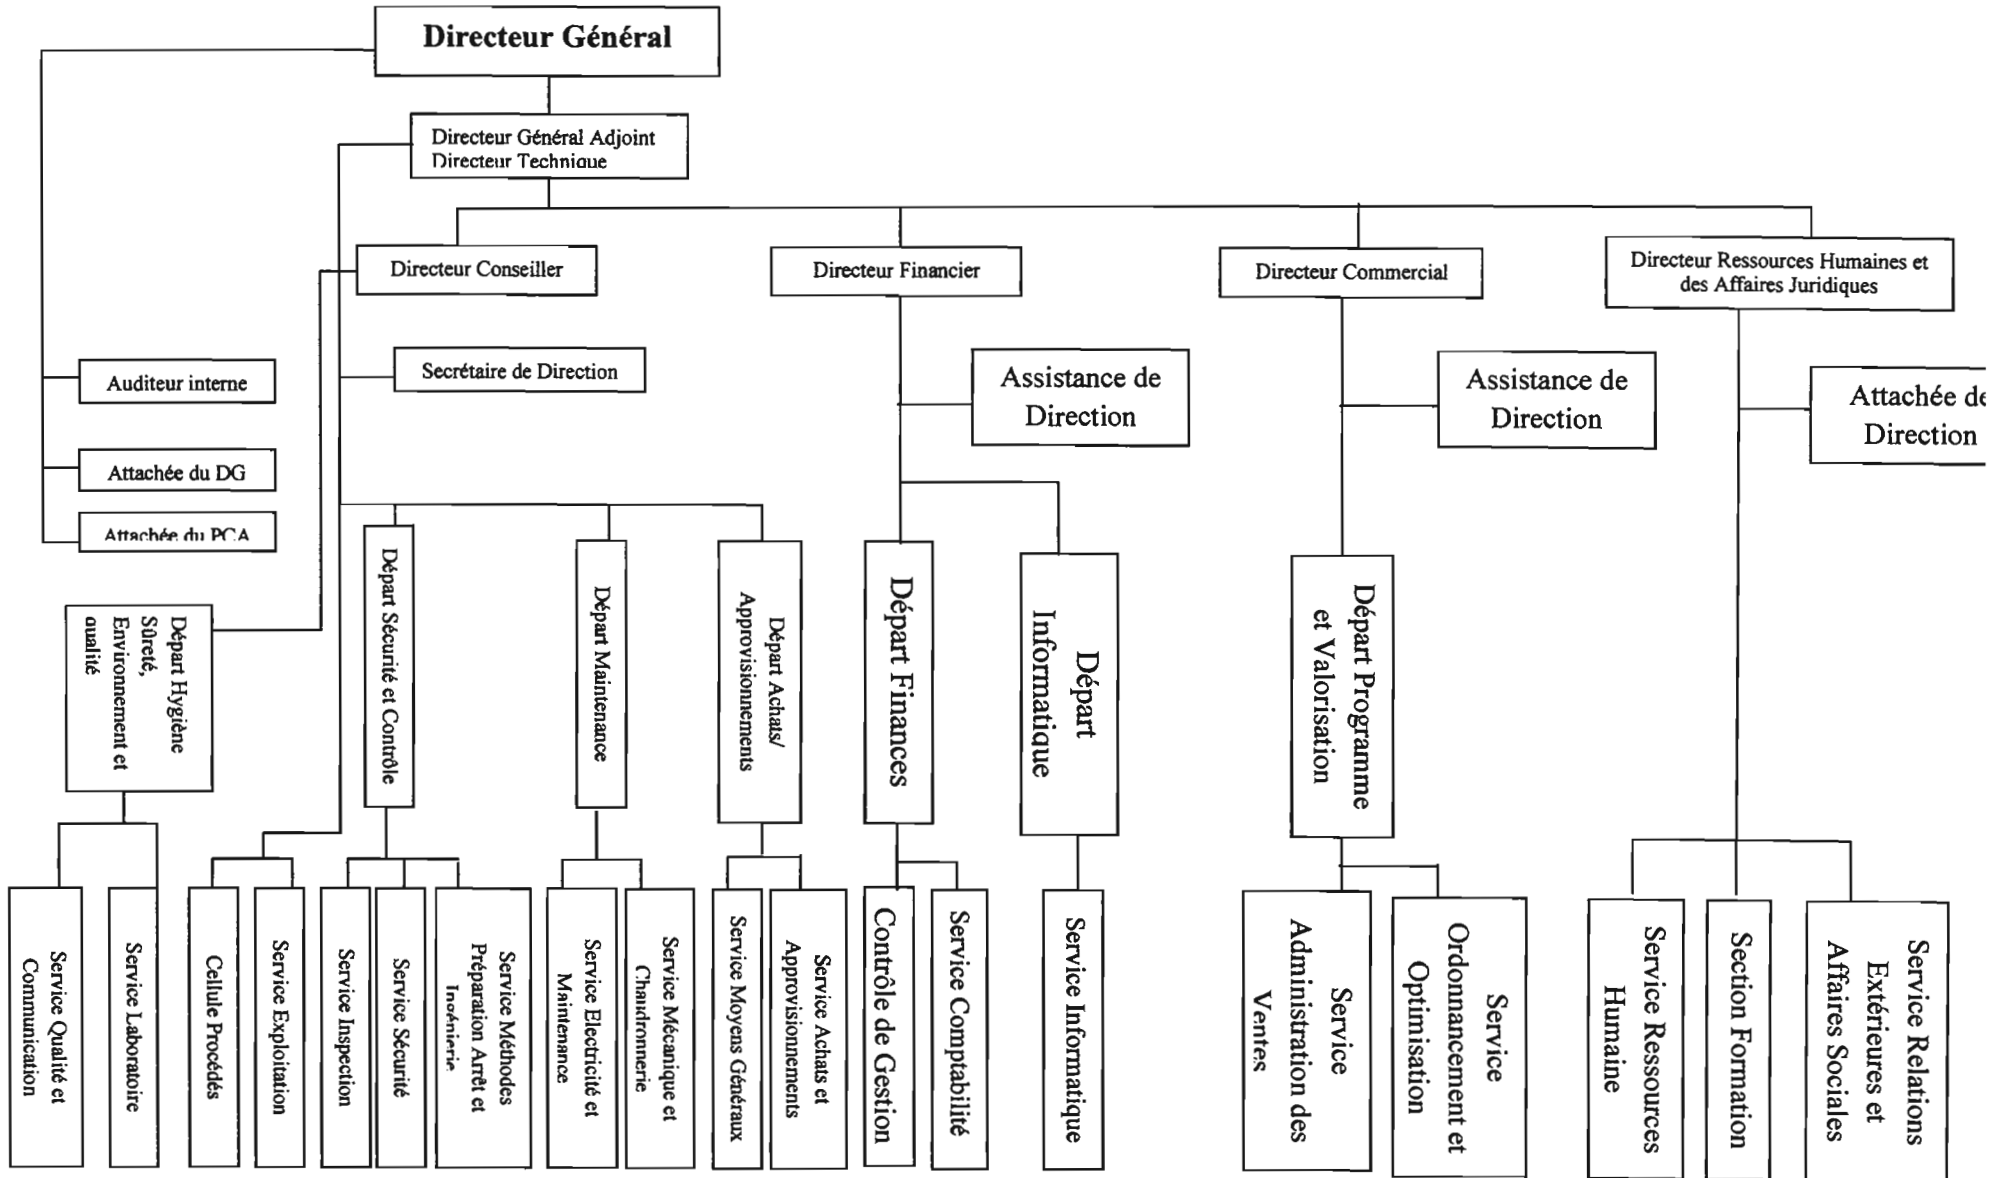 Directeur Général
Directeur Général Adjoint
Directeur Technique
Directeur Conseiller
Directeur Financier
Directeur Commercial
Directeur Ressources Humaines et
des Affaires Juridiques
Auditeur interne
Secrétaire de Direction
Assistance de
Direction
Assistance de
Direction
Attachée de
Direction
Attachée du DG
Attachée du PCA
Départ Hygiène
Sûreté,
Environnement et
qualité
Départ Sécurité et Contrôle
Départ Maintenance
Départ Achats/
Approvisionnements
Départ Finances
Départ
Informatique
Départ Programme
et Valorisation
Service Qualité et
Communication
Service Laboratoire
Cellule Procédés
Service Exploitation
Service Inspection
Service Sécurité
Service Méthodes
Préparation Arrêt et
Ingénierie
Service Electricité et
Maintenance
Service Mécanique et
Chaudronnerie
Service Moyens Généraux
Service Achats et
Approvisionnements
Contrôle de Gestion
Service Comptabilité
Service Informatique
Service
Administration des
Ventes
Service
Ordonnancement et
Optimisation
Service Ressources
Humaine
Section Formation
Service Relations
Extérieures et
Affaires Sociales